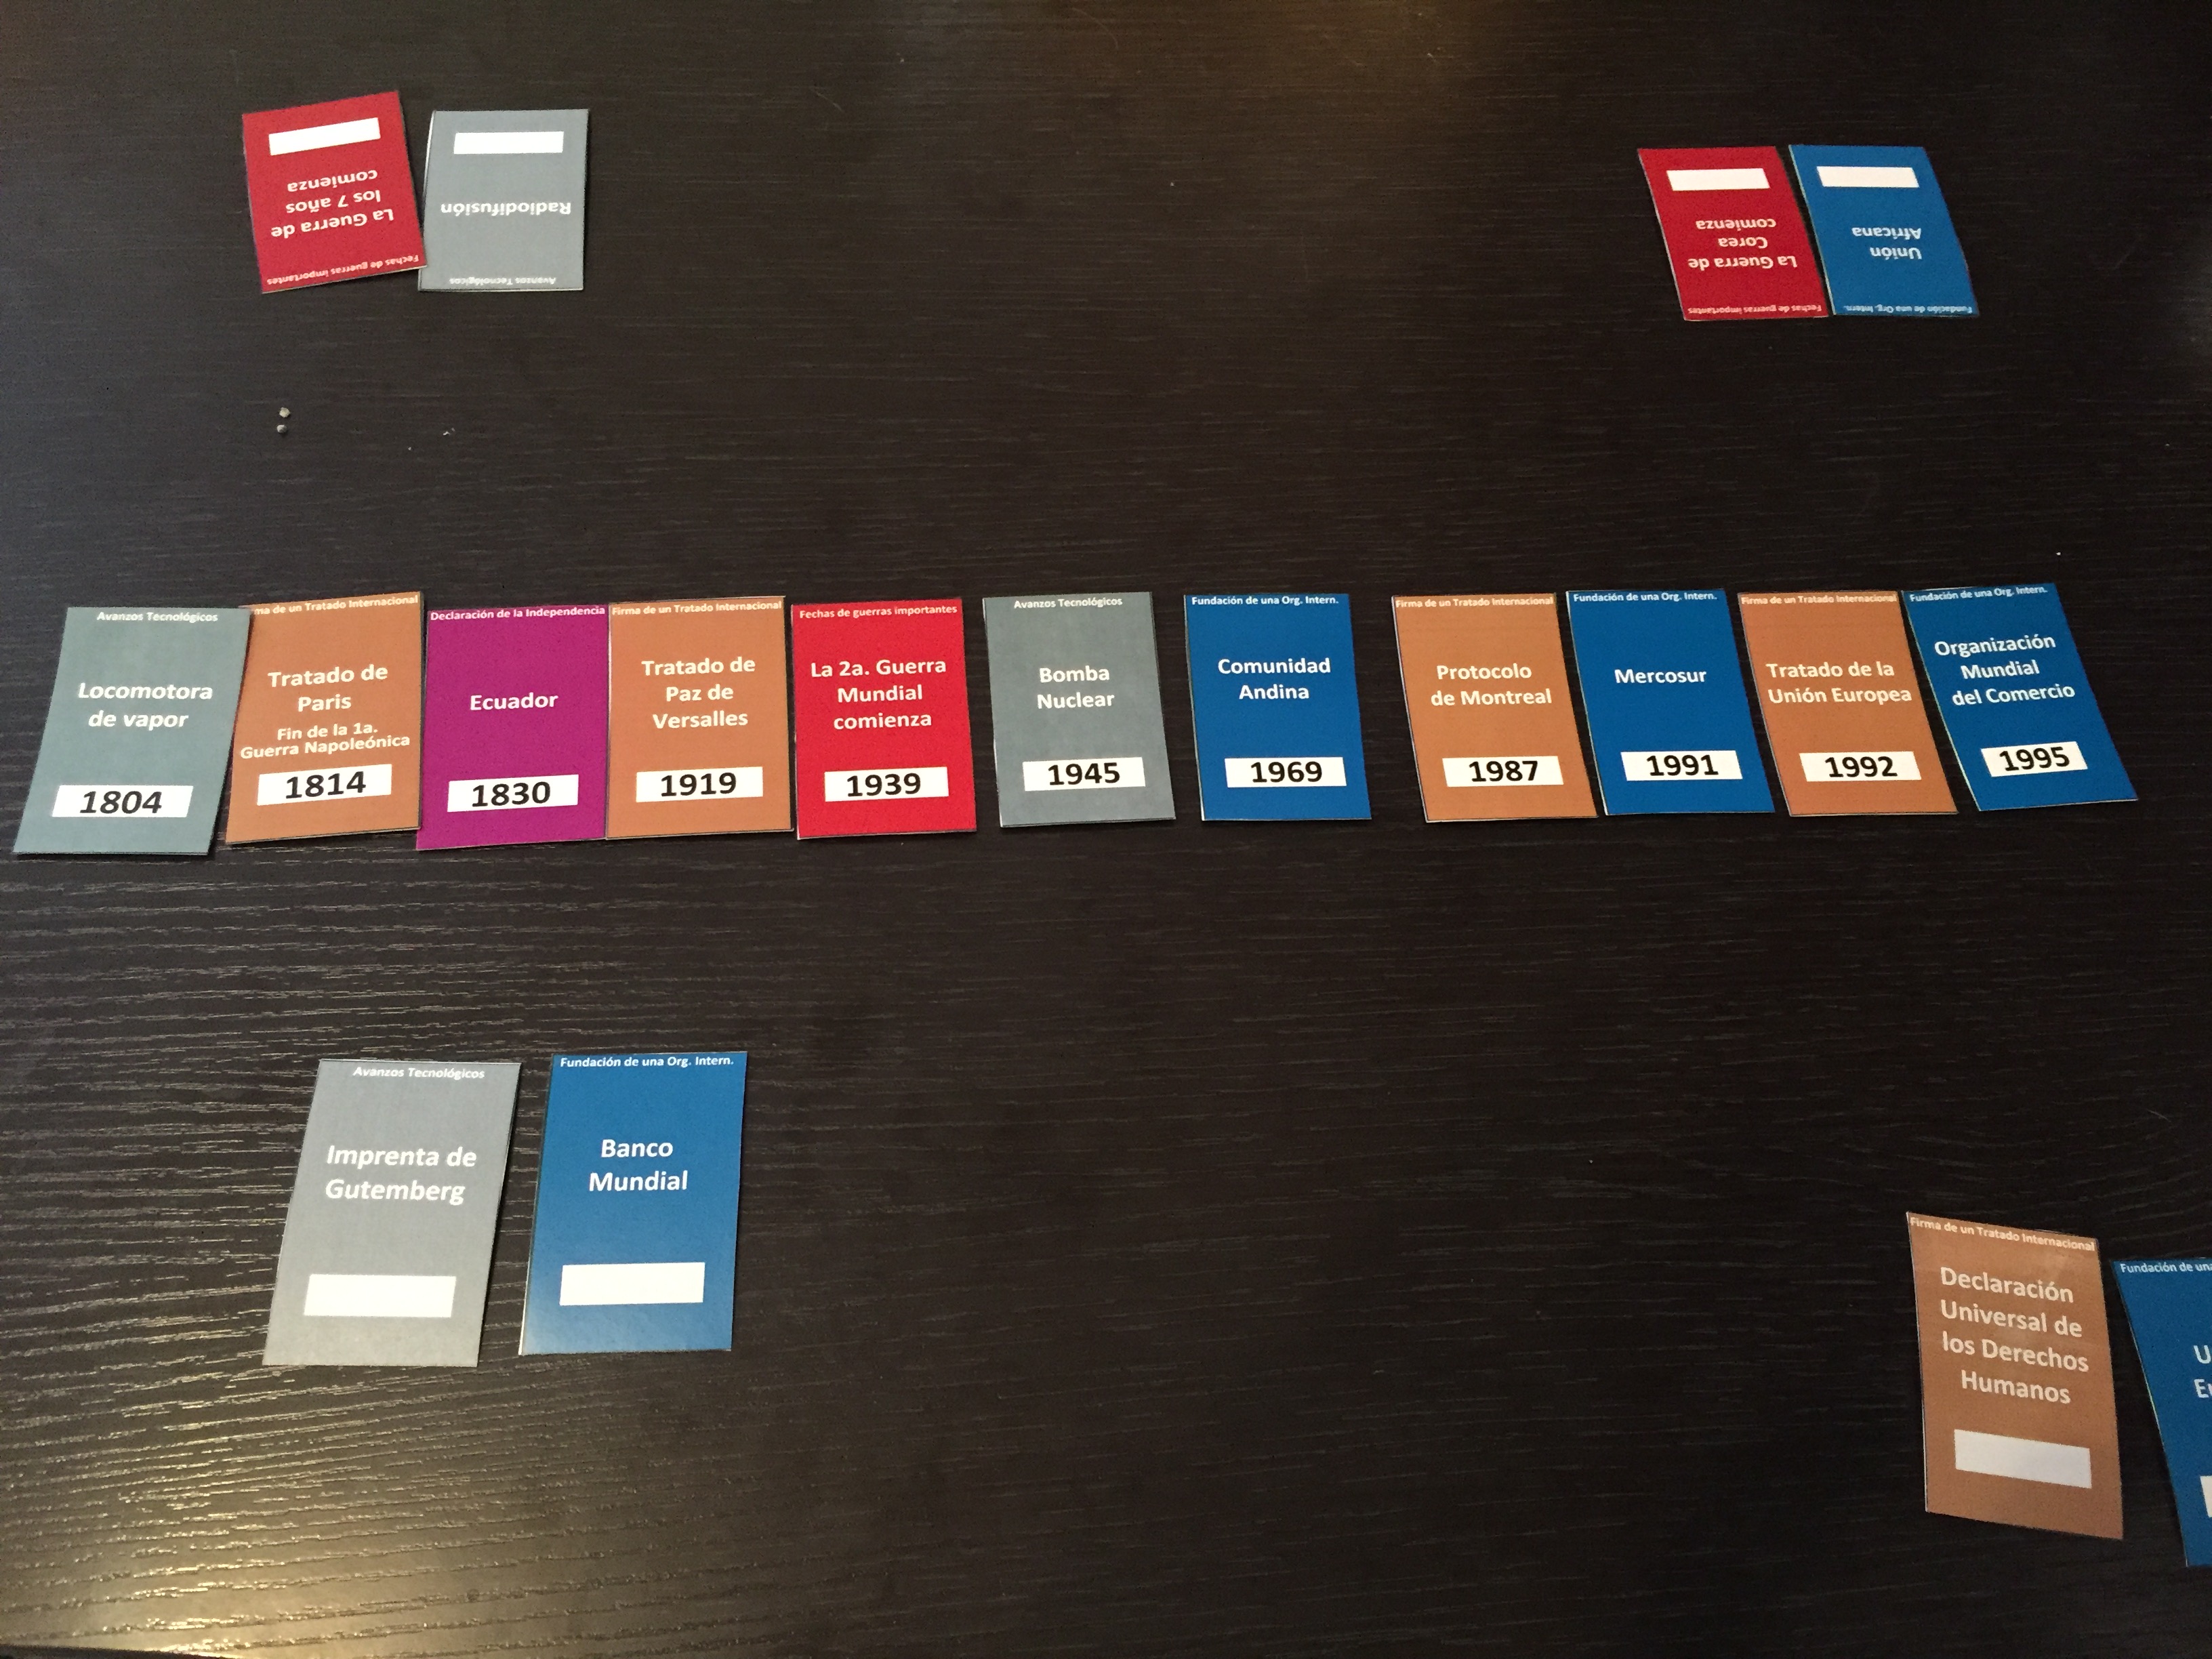 Fechas de guerras importantes
La Guerra de
los 7 años
comienza
Avanzos Tecnológicos
Radiodifusión
Fechas de guerras importantes
La Guerra de
Corea
comienza
Fundación de una Org. Intern.
Unión
Africana
Avanzos Tecnológicos
Locomotora
de vapor
1804
de un Tratado Internacional
Tratado de
Paris
Fin de la 1a.
Guerra Napoleónica
1814
Declaración de la Independencia
Ecuador
1830
Firma de un Tratado Internacional
Tratado de
Paz de
Versalles
1919
Fechas de guerras importantes
La 2a. Guerra
Mundial
comienza
1939
Avanzos Tecnológicos
Bomba
Nuclear
1945
Fundación de una Org. Intern.
Comunidad
Andina
1969
Firma de un Tratado Internacional
Protocolo
de Montreal
1987
Fundación de una Org. Intern.
Mercosur
1991
Firma de un Tratado Internacional
Tratado de la
Unión Europea
1992
Fundación de una Org. Intern.
Organización
Mundial
del Comercio
1995
Avanzos Tecnológicos
Imprenta de
Gutemberg
Fundación de una Org. Intern.
Banco
Mundial
Firma de un Tratado Internacional
Declaración
Universal de
los Derechos
Humanos
Fundación de una